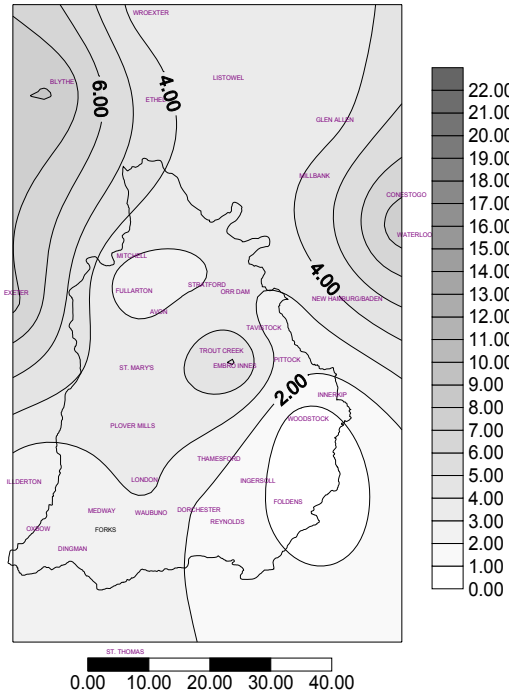 WROEXTER
BLYTHE
LISTOWEL
6.00
4.00
GLEN ALLEN
MILLBANK
CONESTOGO
WATERLOO
MITCHELL
4.00
EXETER
FULLARTON
STRATFORD
ORR DAM
NEW HAMBURG/BADEN
AVON
TAVISTOCK
TROUT CREEK
PITTOCK
ST. MARY'S
EMBRO INNES
2.00
INNERKIP
WOODSTOCK
PLOVER MILLS
THAMESFORD
ILLDERTON
LONDON
INGERSOLL
FOLDENS
MEDWAY
WAUBUNO
DORCHESTER
REYNOLDS
OXBOW
FORKS
DINGMAN
ST. THOMAS
0.00 10.00 20.00 30.00 40.00
22.00
21.00
20.00
19.00
18.00
17.00
16.00
15.00
14.00
13.00
12.00
11.00
10.00
9.00
8.00
7.00
6.00
5.00
4.00
3.00
2.00
1.00
0.00